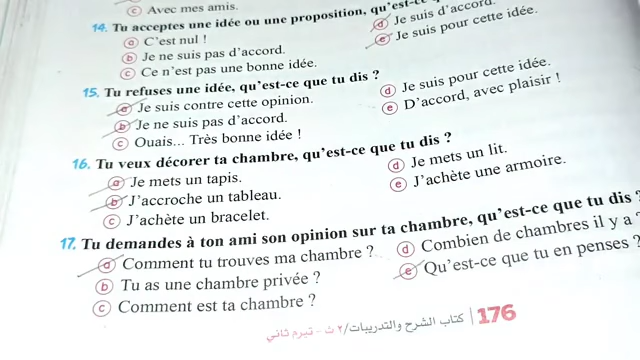 ⓒ Avec mes amis.
14. Tu acceptes une idée ou une proposition, qu'est-ce
ⓐ C'est nul !
ⓓ Je suis d'accord.
ⓑ Je ne suis pas d'accord.
ⓔ Je suis pour cette idée.
ⓒ Ce n'est pas une bonne idée.
15. Tu refuses une idée, qu'est-ce que tu dis ?
ⓐ Je suis contre cette opinion.
ⓓ Je suis pour cette idée.
ⓑ Je ne suis pas d'accord.
ⓔ D'accord, avec plaisir !
ⓒ Ouais... Très bonne idée !
16. Tu veux décorer ta chambre, qu'est-ce que tu dis ?
ⓐ Je mets un tapis.
ⓓ Je mets un lit.
ⓑ J'accroche un tableau.
ⓔ J'achète une armoire.
ⓒ J'achète un bracelet.
17. Tu demandes à ton ami son opinion sur ta chambre, qu'est-ce que tu dis ?
ⓐ Comment tu trouves ma chambre ?
ⓓ Combien de chambres il y a ?
ⓑ Tu as une chambre privée ?
ⓔ Qu'est-ce que tu en penses ?
ⓒ Comment est ta chambre ?
176 | كتاب الشرح والتدريبات/٢ ث - تيرم ثاني